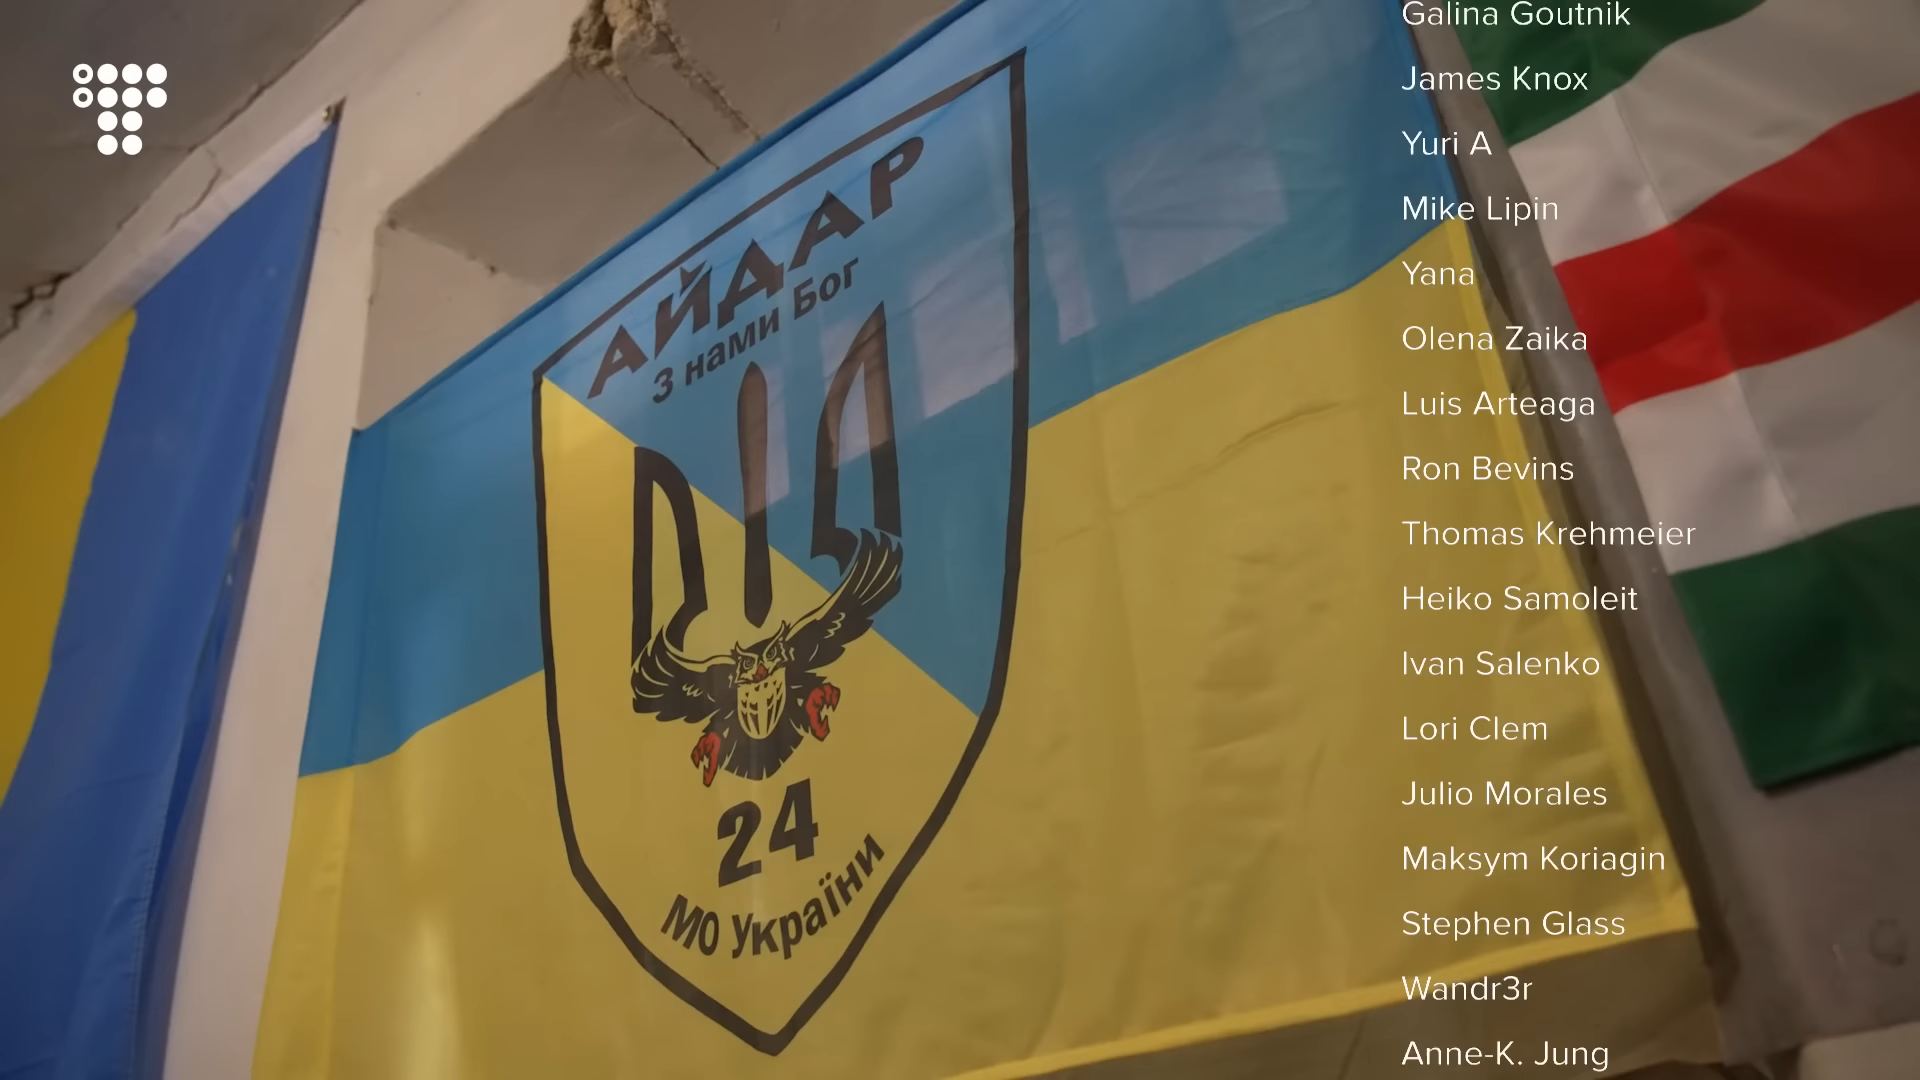 АЙДАР
З нами Бог
24
МО України
Galina Goutnik
James Knox
Yuri A
Mike Lipin
Yana
Olena Zaika
Luis Arteaga
Ron Bevins
Thomas Krehmeier
Heiko Samoleit
Ivan Salenko
Lori Clem
Julio Morales
Maksym Koriagin
Stephen Glass
Wandr3r
Anne-K. Jung